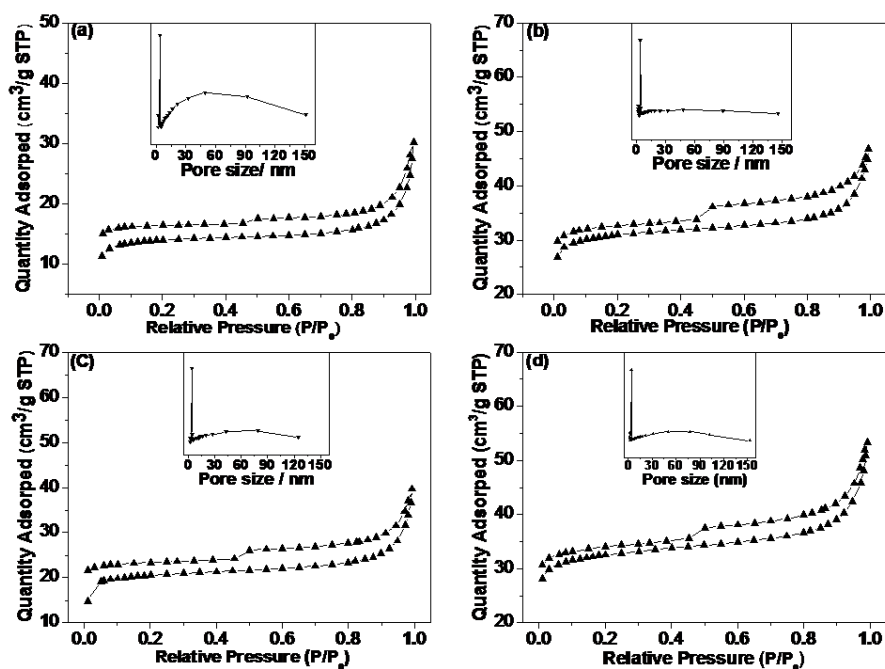 (a)
Quantity Adsorped (cm³/g STP)
50
40
30
20
10
0 30 60 90 120 150
Pore size/ nm
0.0 0.2 0.4 0.6 0.8 1.0
Relative Pressure (P/P₀)
(b)
Quantity Adsorped (cm³/g STP)
70
60
50
40
30
20
0 30 60 90 120 150
Pore size / nm
0.0 0.2 0.4 0.6 0.8 1.0
Relative Pressure (P/P₀)
(C)
Quantity Adsorped (cm³/g STP)
70
60
50
40
30
20
10
0 30 60 90 120 150
Pore size / nm
0.0 0.2 0.4 0.6 0.8 1.0
Relative Pressure (P/P₀)
(d)
Quantity Adsorped (cm³/g STP)
70
60
50
40
30
20
0 30 60 90 120 150
Pore size (nm)
0.0 0.2 0.4 0.6 0.8 1.0
Relative Pressure (P/P₀)